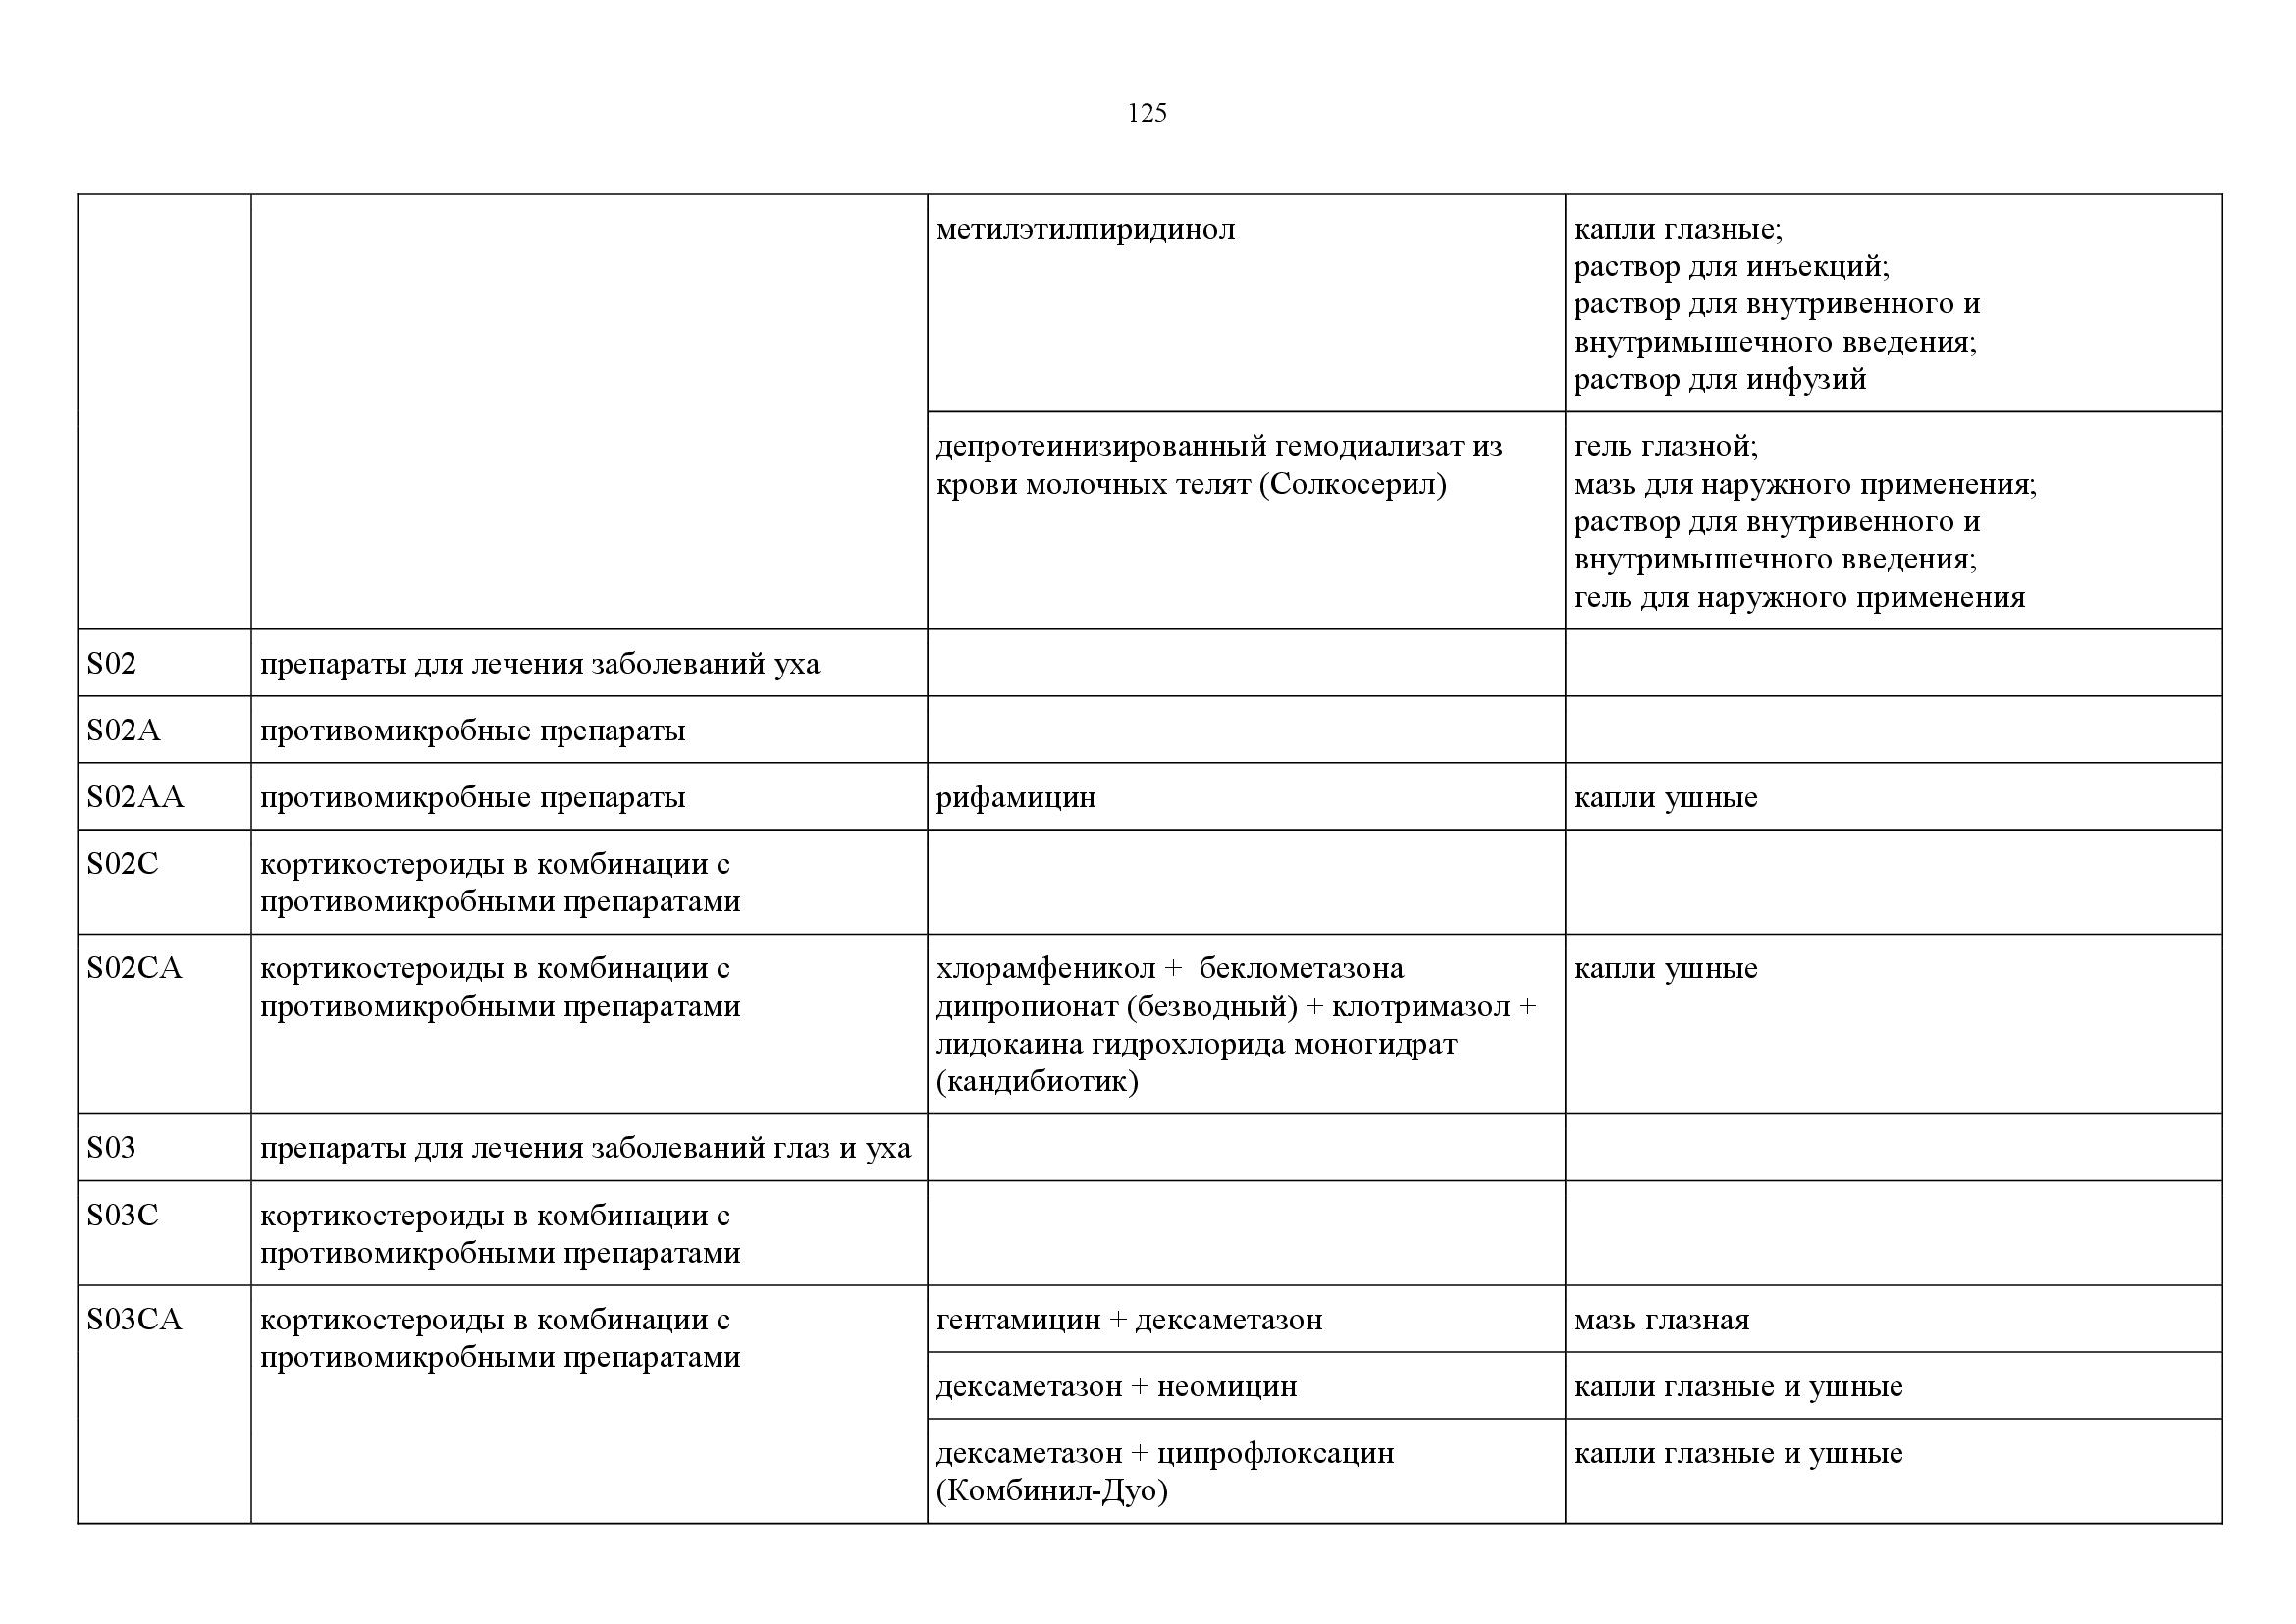 125
метилэтилпиридинол
капли глазные;
раствор для инъекций;
раствор для внутривенного и
внутримышечного введения;
раствор для инфузий
депротеинизированный гемодиализат из
крови молочных телят (Солкосерил)
гель глазной;
мазь для наружного применения;
раствор для внутривенного и
внутримышечного введения;
гель для наружного применения
S02
препараты для лечения заболеваний уха
S02A
противомикробные препараты
S02AA
противомикробные препараты
рифамицин
капли ушные
S02C
кортикостероиды в комбинации с
противомикробными препаратами
S02CA
кортикостероиды в комбинации с
противомикробными препаратами
хлорамфеникол +  беклометазона
дипропионат (безводный) + клотримазол +
лидокаина гидрохлорида моногидрат
(кандибиотик)
капли ушные
S03
препараты для лечения заболеваний глаз и уха
S03C
кортикостероиды в комбинации с
противомикробными препаратами
S03CA
кортикостероиды в комбинации с
противомикробными препаратами
гентамицин + дексаметазон
мазь глазная
дексаметазон + неомицин
капли глазные и ушные
дексаметазон + ципрофлоксацин
(Комбинил-Дуо)
капли глазные и ушные